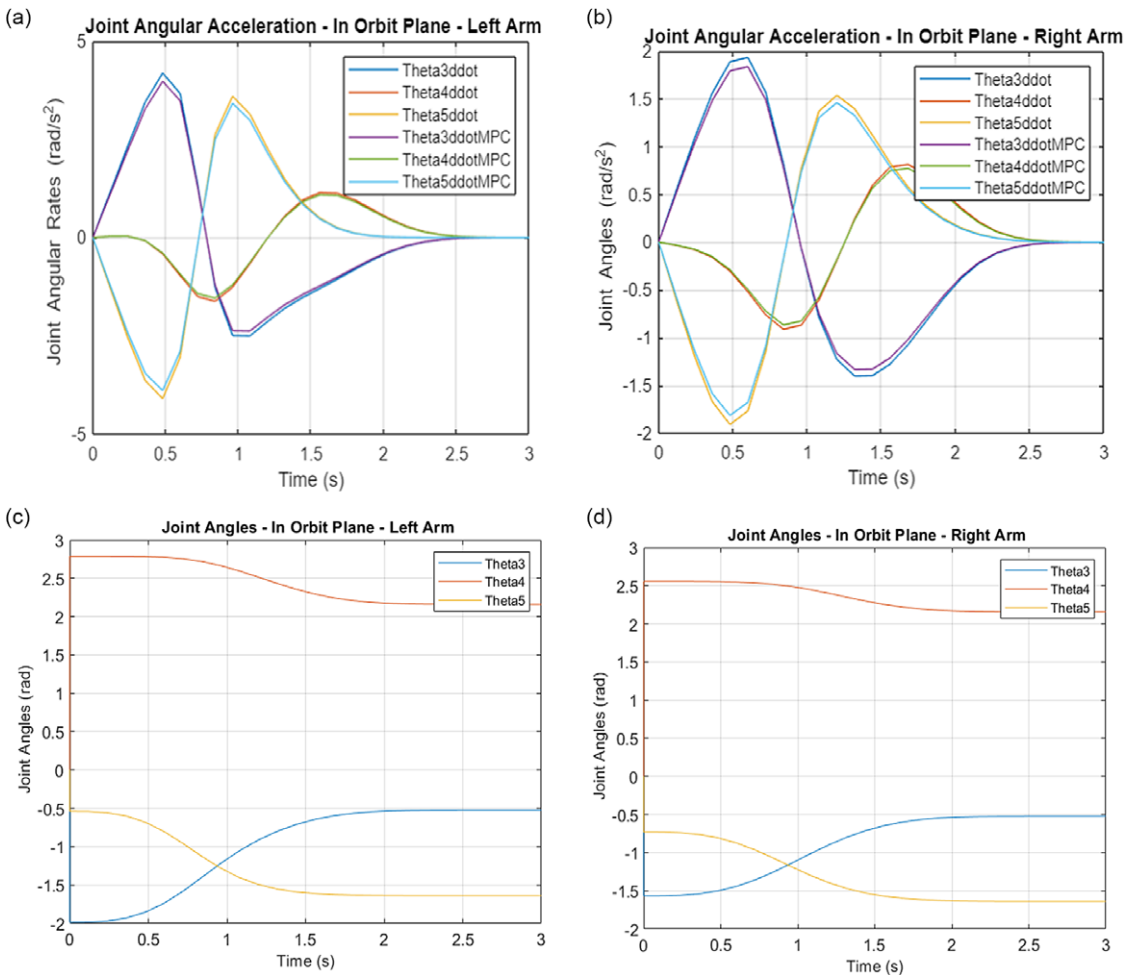 (a)
Joint Angular Acceleration - In Orbit Plane - Left Arm
5
0
-5
Joint Angular Rates (rad/s²)
Theta3ddot
Theta4ddot
Theta5ddot
Theta3ddotMPC
Theta4ddotMPC
Theta5ddotMPC
0 0.5 1 1.5 2 2.5 3
Time (s)
(b)
Joint Angular Acceleration - In Orbit Plane - Right Arm
2
1.5
1
0.5
0
-0.5
-1
-1.5
-2
Joint Angles (rad/s²)
Theta3ddot
Theta4ddot
Theta5ddot
Theta3ddotMPC
Theta4ddotMPC
Theta5ddotMPC
0 0.5 1 1.5 2 2.5 3
Time (s)
(c)
Joint Angles - In Orbit Plane - Left Arm
3
2.5
2
1.5
1
0.5
0
-0.5
-1
-1.5
-2
Joint Angles (rad)
Theta3
Theta4
Theta5
0 0.5 1 1.5 2 2.5 3
Time (s)
(d)
Joint Angles - In Orbit Plane - Right Arm
3
2.5
2
1.5
1
0.5
0
-0.5
-1
-1.5
-2
Joint Angles (rad)
Theta3
Theta4
Theta5
0 0.5 1 1.5 2 2.5 3
Time (s)